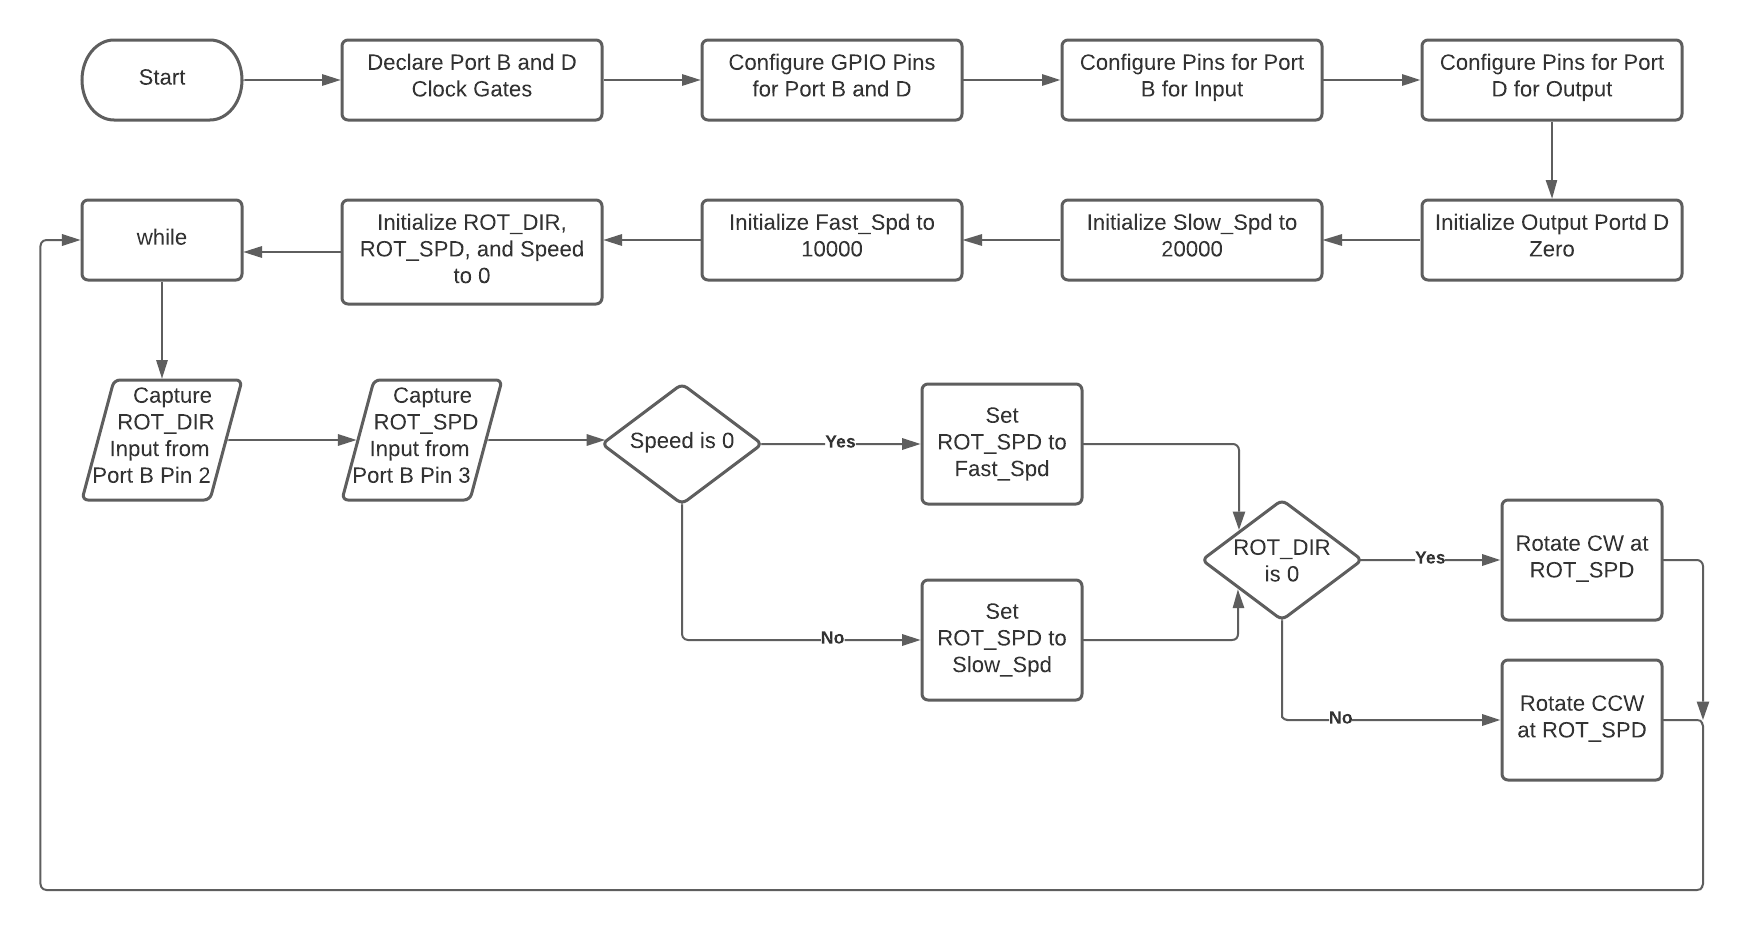 Start
Declare Port B and D
Clock Gates
Configure GPIO Pins
for Port B and D
Configure Pins for Port
B for Input
Configure Pins for Port
D for Output
while
Initialize ROT_DIR,
ROT_SPD, and Speed
to 0
Initialize Fast_Spd to
10000
Initialize Slow_Spd to
20000
Initialize Output Portd D
Zero
Capture
ROT_DIR
Input from
Port B Pin 2
Capture
ROT_SPD
Input from
Port B Pin 3
Speed is 0
Yes
Set
ROT_SPD to
Fast_Spd
No
Set
ROT_SPD to
Slow_Spd
ROT_DIR
is 0
Yes
Rotate CW at
ROT_SPD
No
Rotate CCW
at ROT_SPD